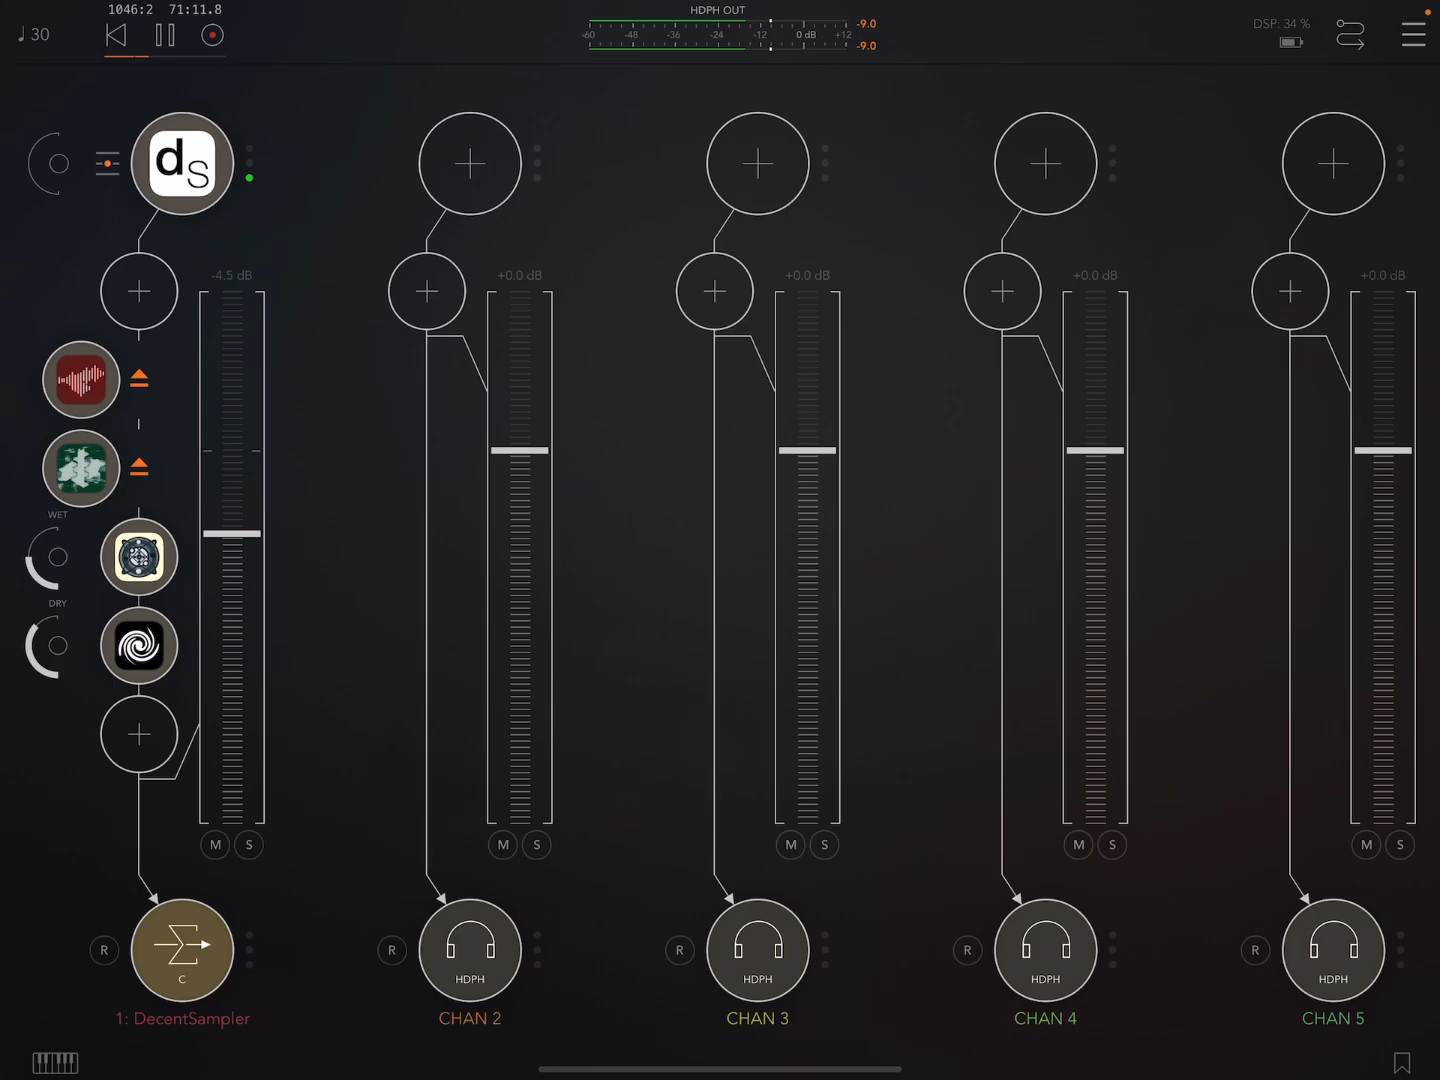 1046:2 71:11.8
30
HDPH OUT
-60 -48 -36 -24 -12 0 dB +12
-9.0
-9.0
DSP: 34 %
ds
-4.5 dB
+0.0 dB
+0.0 dB
+0.0 dB
+0.0 dB
WET
DRY
M S
M S
M S
M S
M S
R
C
R
HDPH
R
HDPH
R
HDPH
R
HDPH
1: DecentSampler
CHAN 2
CHAN 3
CHAN 4
CHAN 5